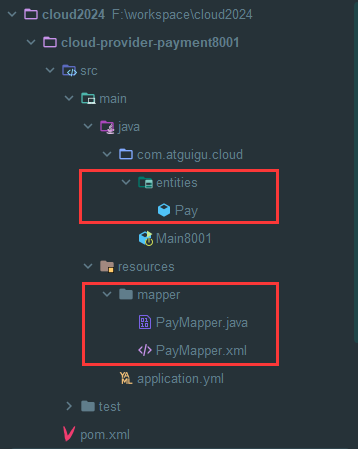 cloud2024 F:\workspace\cloud2024
cloud-provider-payment8001
src
main
java
com.atguigu.cloud
entities
Pay
Main8001
resources
mapper
PayMapper.java
PayMapper.xml
application.yml
test
pom.xml